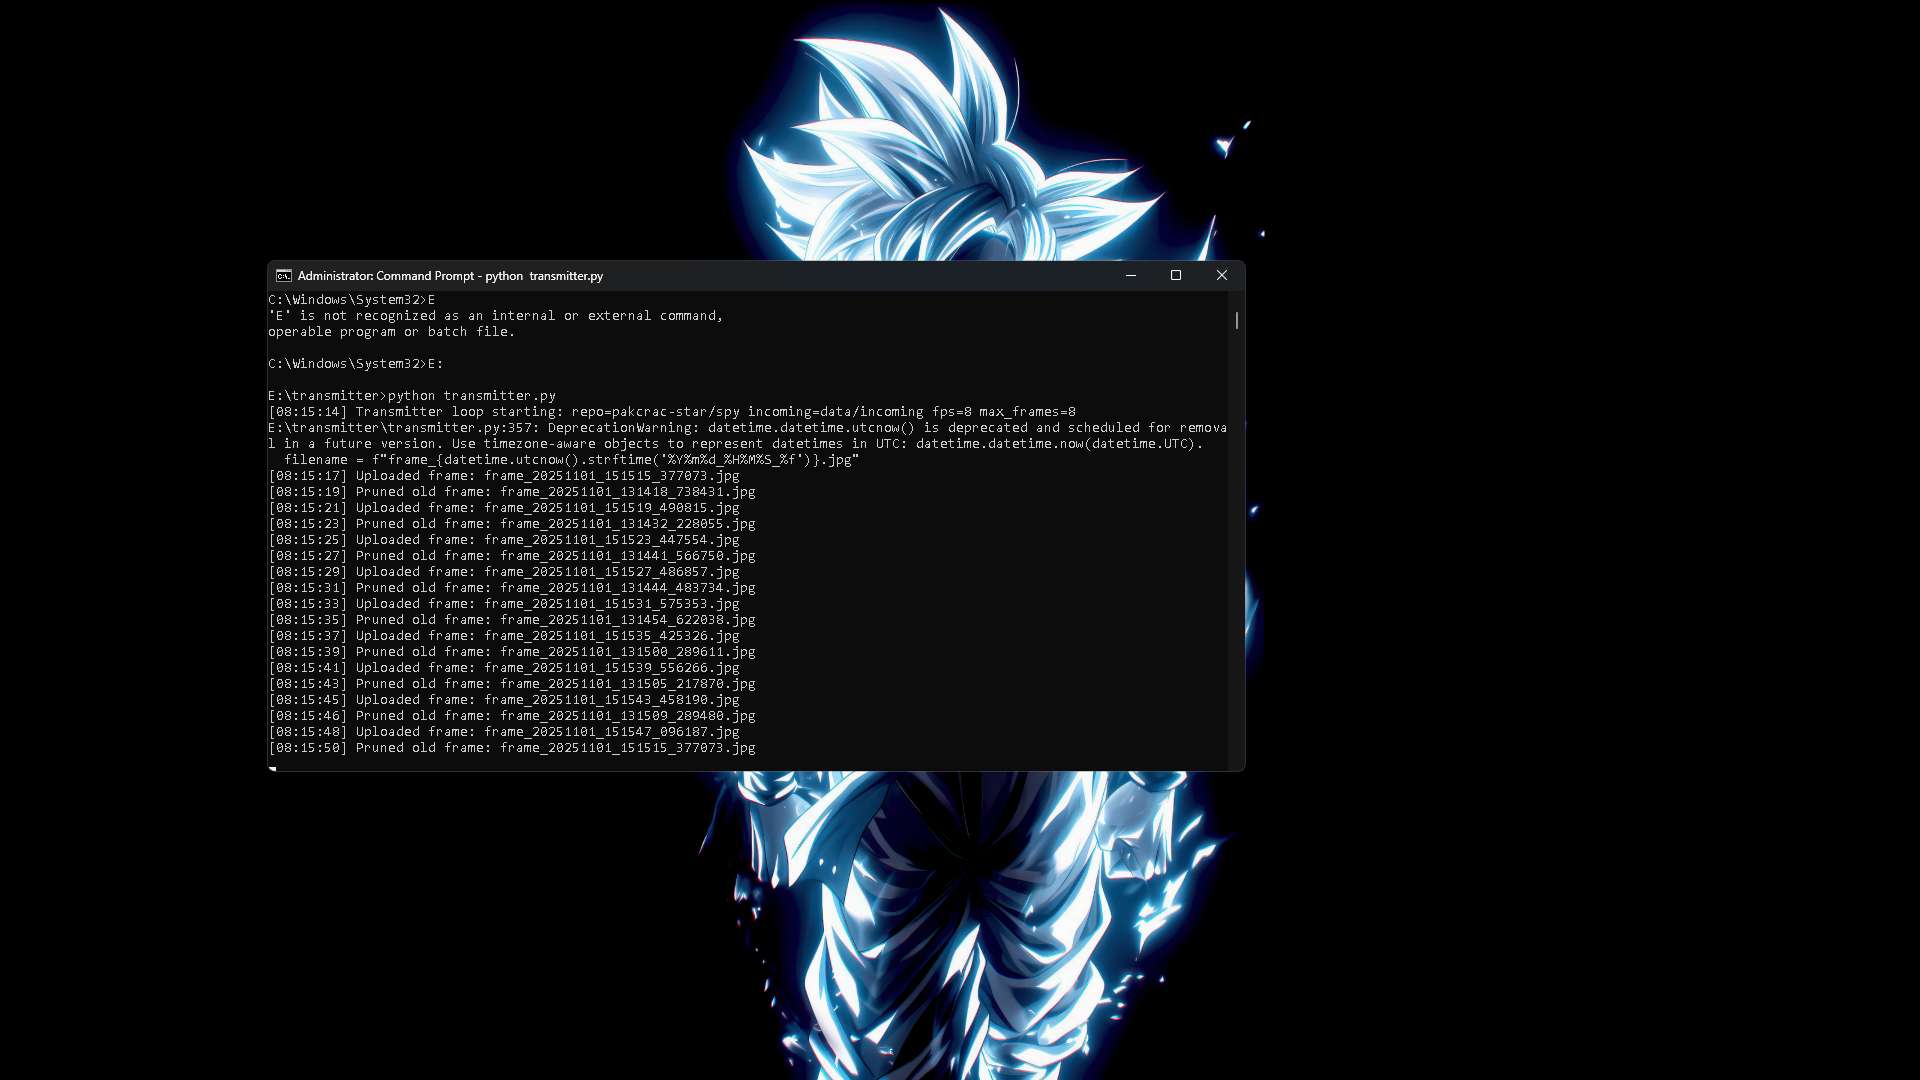 Administrator: Command Prompt - python  transmitter.py
C:\Windows\System32>E
'E' is not recognized as an internal or external command,
operable program or batch file.
C:\Windows\System32>E:
E:\transmitter>python transmitter.py
[08:15:14] Transmitter loop starting: repo=pakcrac-star/spy incoming=data/incoming fps=8 max_frames=8
E:\transmitter\transmitter.py:357: DeprecationWarning: datetime.datetime.utcnow() is deprecated and scheduled for remova
l in a future version. Use timezone-aware objects to represent datetimes in UTC: datetime.datetime.now(datetime.UTC).
  filename = f"frame_{datetime.utcnow().strftime('%Y%m%d_%H%M%S_%f')}.jpg"
[08:15:17] Uploaded frame: frame_20251101_151515_377073.jpg
[08:15:19] Pruned old frame: frame_20251101_131418_738431.jpg
[08:15:21] Uploaded frame: frame_20251101_151519_490815.jpg
[08:15:23] Pruned old frame: frame_20251101_131432_228055.jpg
[08:15:25] Uploaded frame: frame_20251101_151523_447554.jpg
[08:15:27] Pruned old frame: frame_20251101_131441_566750.jpg
[08:15:29] Uploaded frame: frame_20251101_151527_486857.jpg
[08:15:31] Pruned old frame: frame_20251101_131444_483734.jpg
[08:15:33] Uploaded frame: frame_20251101_151531_575353.jpg
[08:15:35] Pruned old frame: frame_20251101_131454_622038.jpg
[08:15:37] Uploaded frame: frame_20251101_151535_425326.jpg
[08:15:39] Pruned old frame: frame_20251101_131500_289611.jpg
[08:15:41] Uploaded frame: frame_20251101_151539_556266.jpg
[08:15:43] Pruned old frame: frame_20251101_131505_217870.jpg
[08:15:45] Uploaded frame: frame_20251101_151543_458190.jpg
[08:15:46] Pruned old frame: frame_20251101_131509_289480.jpg
[08:15:48] Uploaded frame: frame_20251101_151547_096187.jpg
[08:15:50] Pruned old frame: frame_20251101_151515_377073.jpg